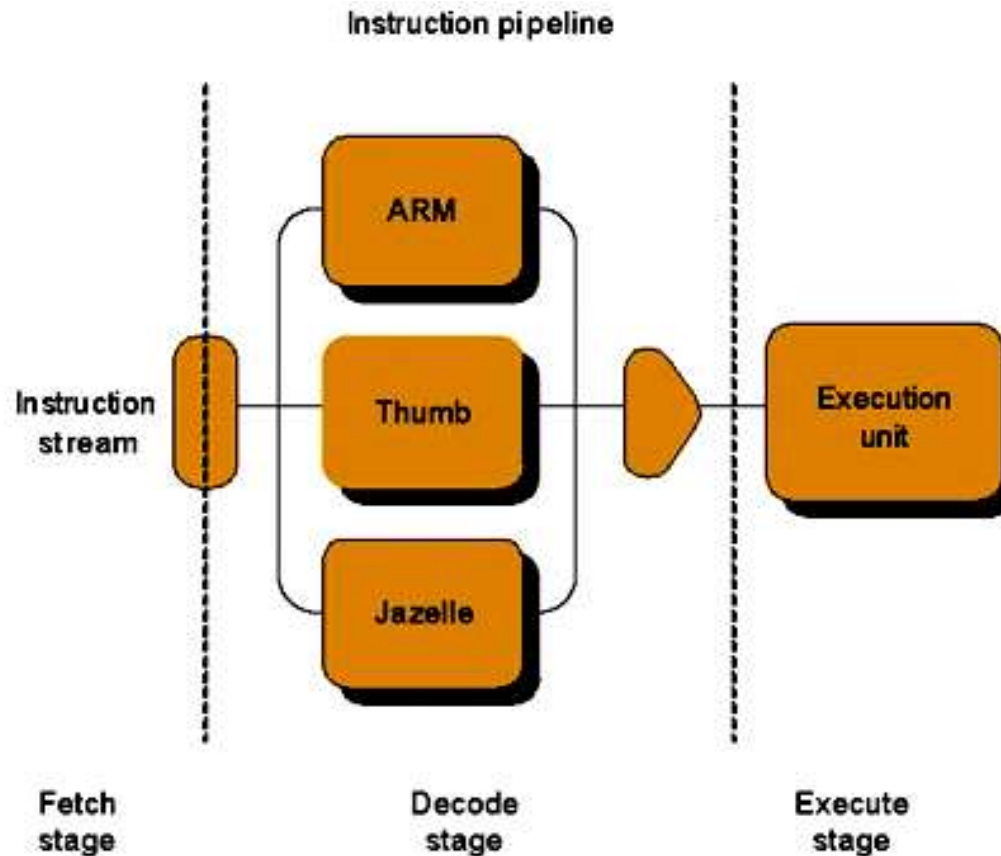 Instruction pipeline
ARM
Instruction
stream
Thumb
Execution
unit
Jazelle
Fetch
stage
Decode
stage
Execute
stage